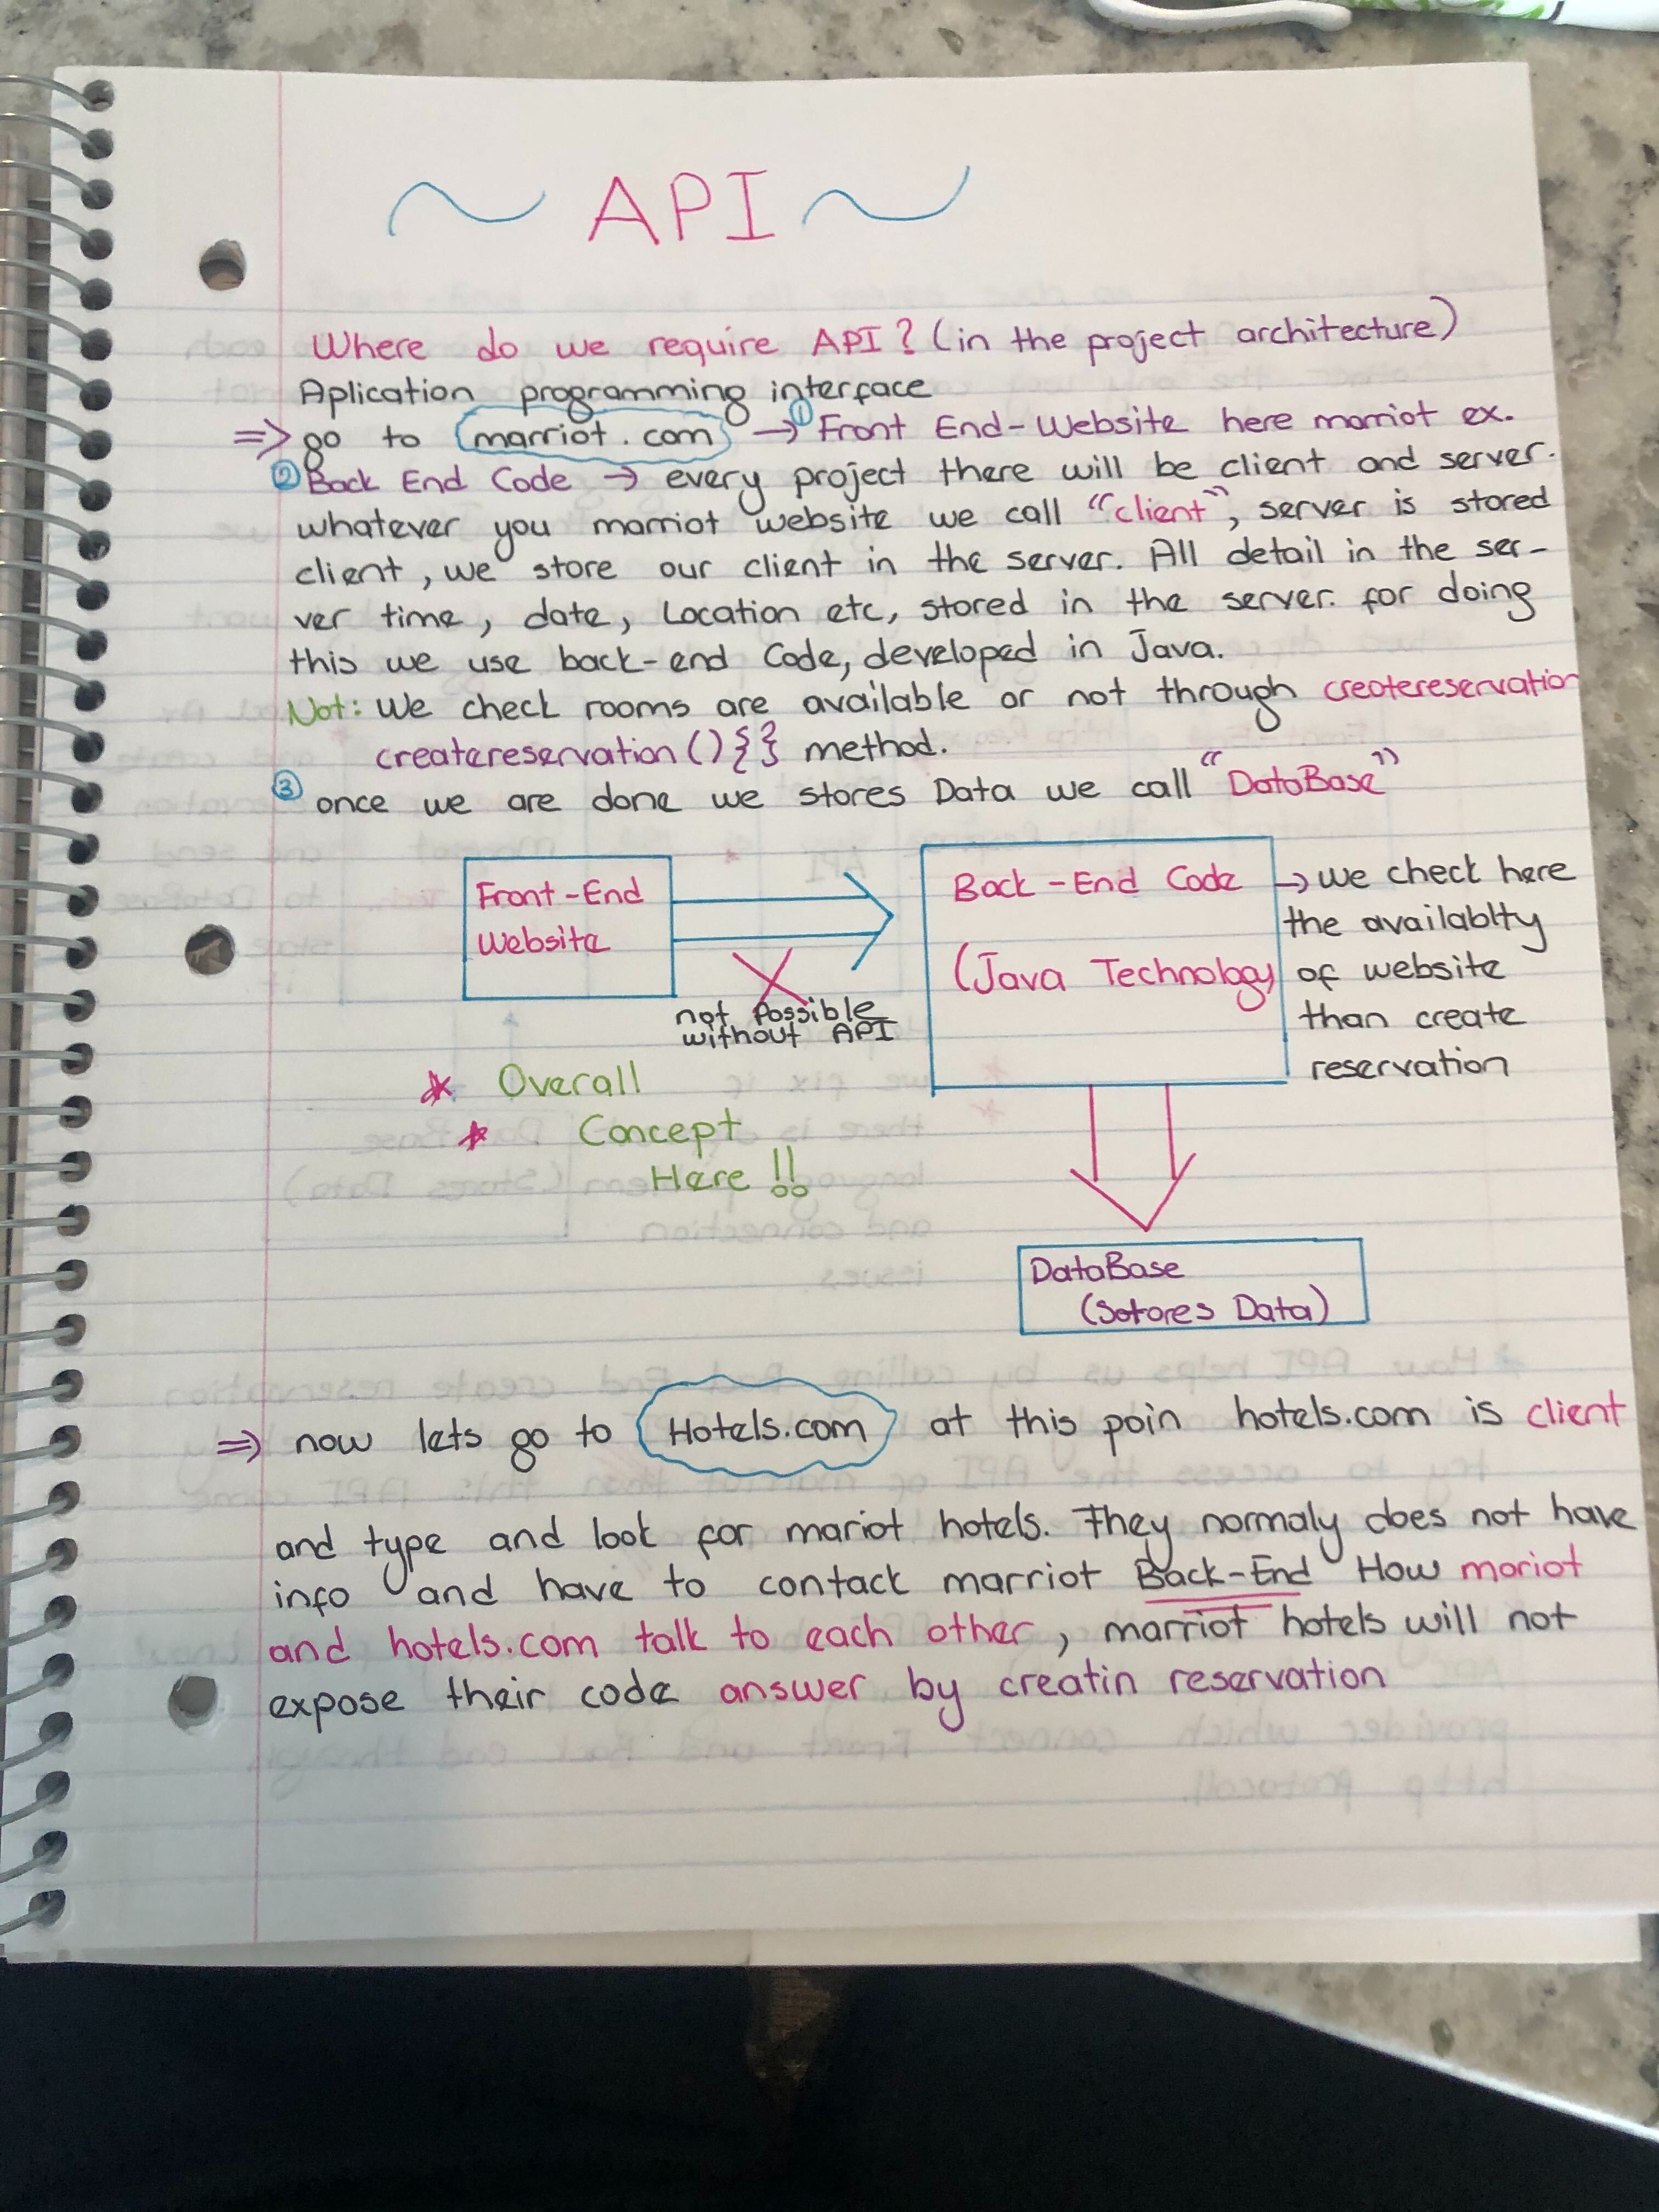 ~ API ~
Where do we require API? (in the project architecture)
Aplication programming interface
=> go to marriot.com → ① Front End-Website here marriot ex.
② Back End Code → every project there will be client and server.
whatever you marriot website we call "client", server is stored
client, we store our client in the server. All detail in the ser-
ver time, date, Location etc, stored in the server. for doing
this we use back-end Code, developed in Java.
Not: We check rooms are available or not through createreservation
createreservation(){} method.
③ once we are done we stores Data we call "DataBase"
Front-End
Website
not Possible
without API
Back-End Code
(Java Technology)
→ we check here
the availablty
of website
than create
reservation
* Overall
* Concept
Here !!
DataBase
(Sotores Data)
=> now lets go to Hotels.com at this poin hotels.com is client
and type and look for mariot hotels. They normaly does not have
info and have to contack marriot Back-End How mariot
and hotels.com talk to each other, marriot hotels will not
expose their code answer by creatin reservation